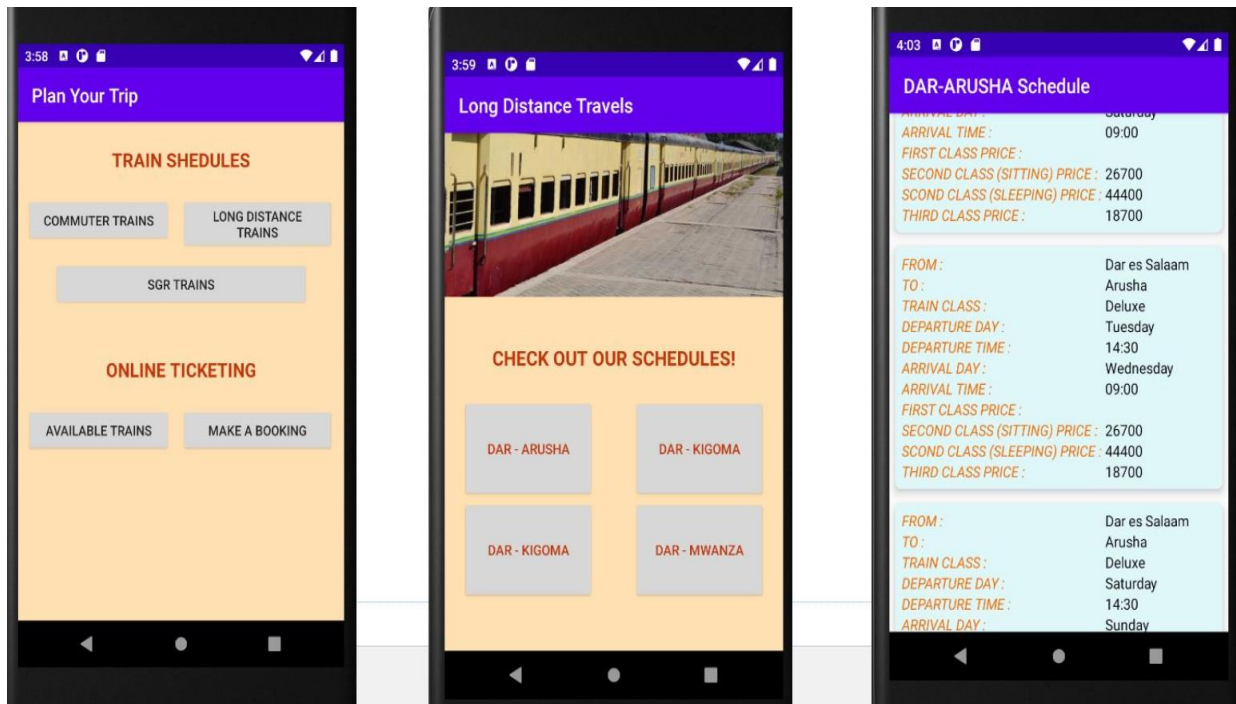 3:58
Plan Your Trip
TRAIN SHEDULES
COMMUTER TRAINS
LONG DISTANCE
TRAINS
SGR TRAINS
ONLINE TICKETING
AVAILABLE TRAINS
MAKE A BOOKING
3:59
Long Distance Travels
CHECK OUT OUR SCHEDULES!
DAR - ARUSHA
DAR - KIGOMA
DAR - KIGOMA
DAR - MWANZA
4:03
DAR-ARUSHA Schedule
ARRIVAL DAY : Saturday
ARRIVAL TIME : 09:00
FIRST CLASS PRICE :
SECOND CLASS (SITTING) PRICE : 26700
SCOND CLASS (SLEEPING) PRICE : 44400
THIRD CLASS PRICE : 18700
FROM : Dar es Salaam
TO : Arusha
TRAIN CLASS : Deluxe
DEPARTURE DAY : Tuesday
DEPARTURE TIME : 14:30
ARRIVAL DAY : Wednesday
ARRIVAL TIME : 09:00
FIRST CLASS PRICE :
SECOND CLASS (SITTING) PRICE : 26700
SCOND CLASS (SLEEPING) PRICE : 44400
THIRD CLASS PRICE : 18700
FROM : Dar es Salaam
TO : Arusha
TRAIN CLASS : Deluxe
DEPARTURE DAY : Saturday
DEPARTURE TIME : 14:30
ARRIVAL DAY : Sunday